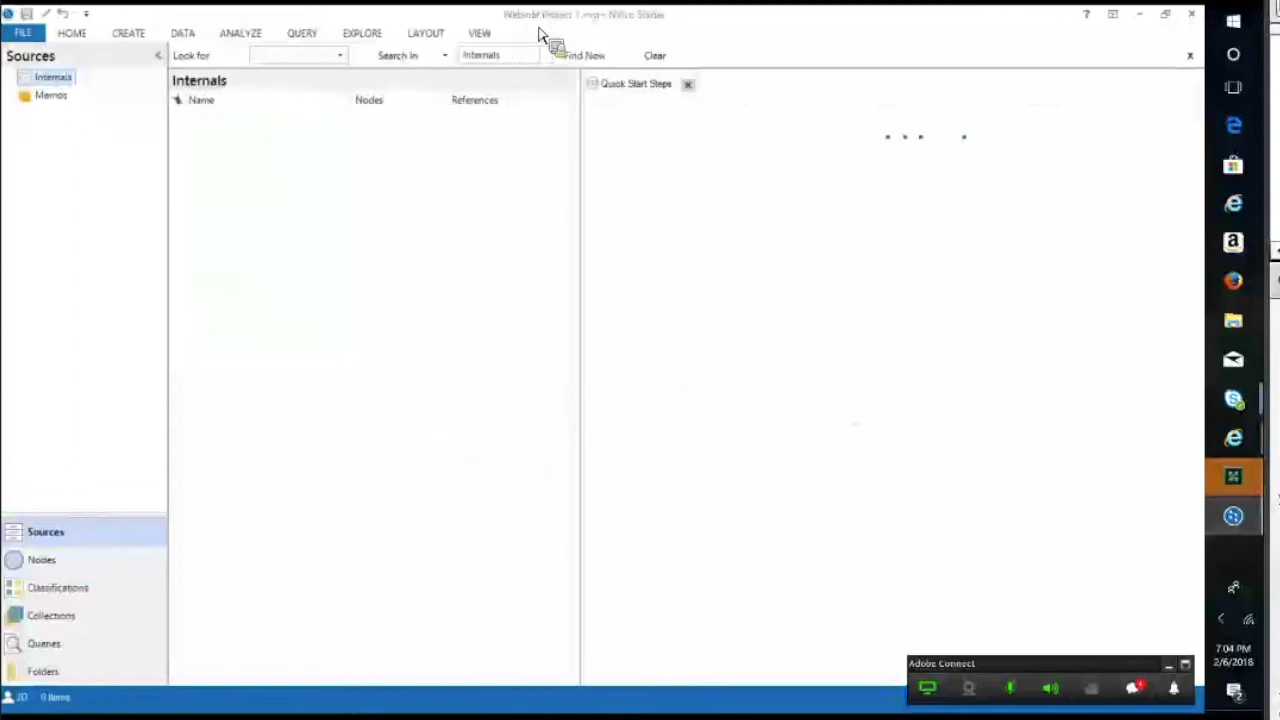 Webinar Project 1.nvp - NVivo Starter
FILE HOME CREATE DATA ANALYZE QUERY EXPLORE LAYOUT VIEW
Sources
Look for Search In Internals Find Now Clear
Internals
Memos
Internals
Name Nodes References
Quick Start Steps
Sources
Nodes
Classifications
Collections
Queries
Folders
JD 0 Items
Adobe Connect
7:04 PM
2/6/2018